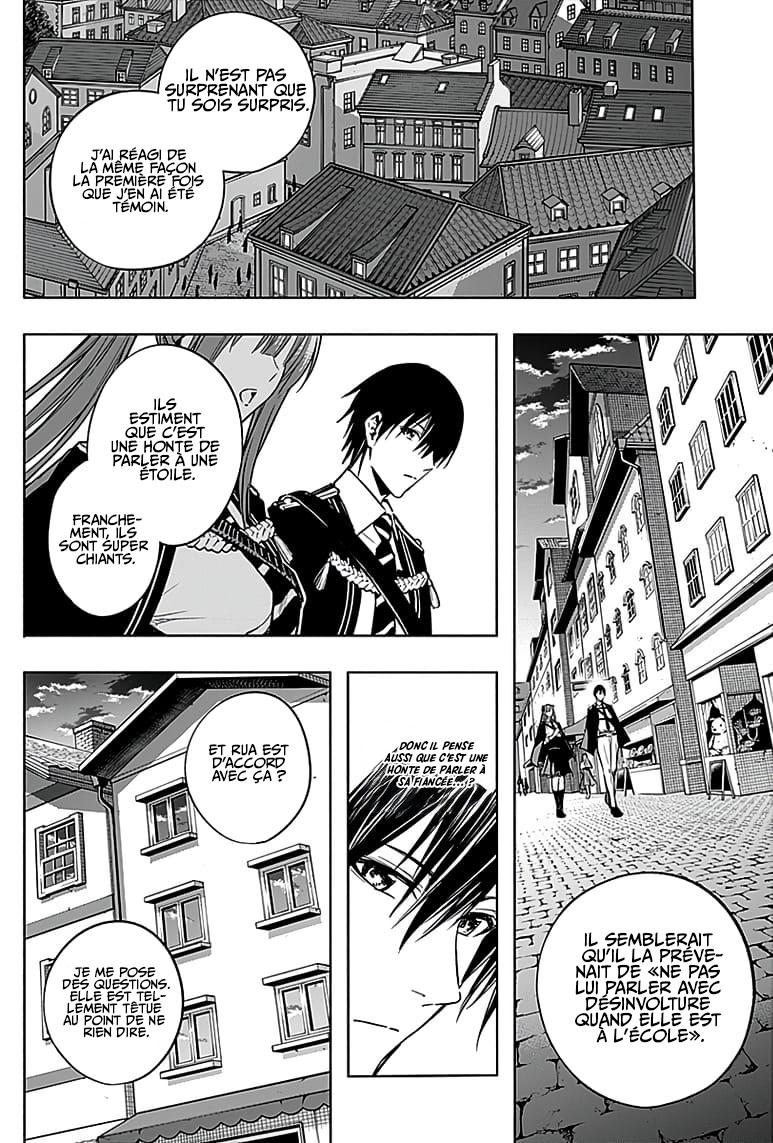 IL N'EST PAS
SURPRENANT QUE
TU SOIS SURPRIS.
J'AI RÉAGI DE
LA MÊME FAÇON
LA PREMIÈRE FOIS
QUE J'EN AI ÉTÉ
TÉMOIN.
IL SEMBLERAIT
QU'IL LA PRÉVE-
NAIT DE «NE PAS
LUI PARLER AVEC
DÉSINVOLTURE
QUAND ELLE EST
À L'ÉCOLE».
ILS
ESTIMENT
QUE C'EST
UNE HONTE DE
PARLER À UNE
ÉTOILE.
FRANCHE-
MENT, ILS
SONT SUPER
CHIANTS.
DONC IL PENSE
AUSSI QUE C'EST UNE
HONTE DE PARLER À
SA FIANCÉE... ?
ET RUA EST
D'ACCORD
AVEC ÇA ?
JE ME POSE
DES QUESTIONS.
ELLE EST TEL-
LEMENT TÊTUE
AU POINT DE NE
RIEN DIRE.